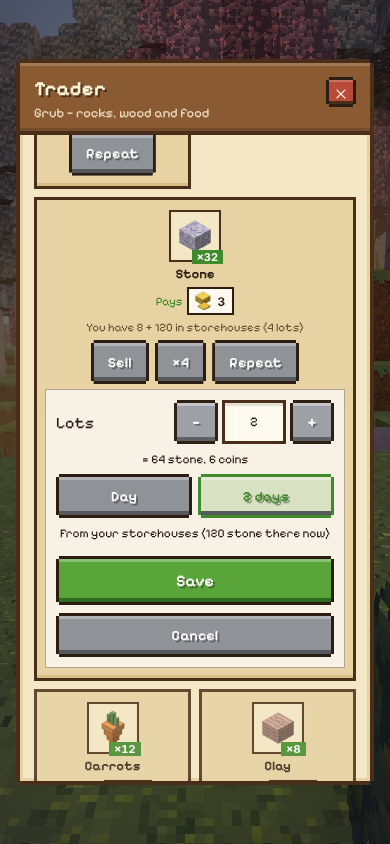 Trader
Grub – rocks, wood and food
×
Repeat
×32
Stone
Pays 3
You have 8 + 120 in storehouses (4 lots)
Sell ×4 Repeat
Lots - 2 +
= 64 stone, 6 coins
Day 2 days
From your storehouses (120 stone there now)
Save
Cancel
×12 ×8
Carrots Clay